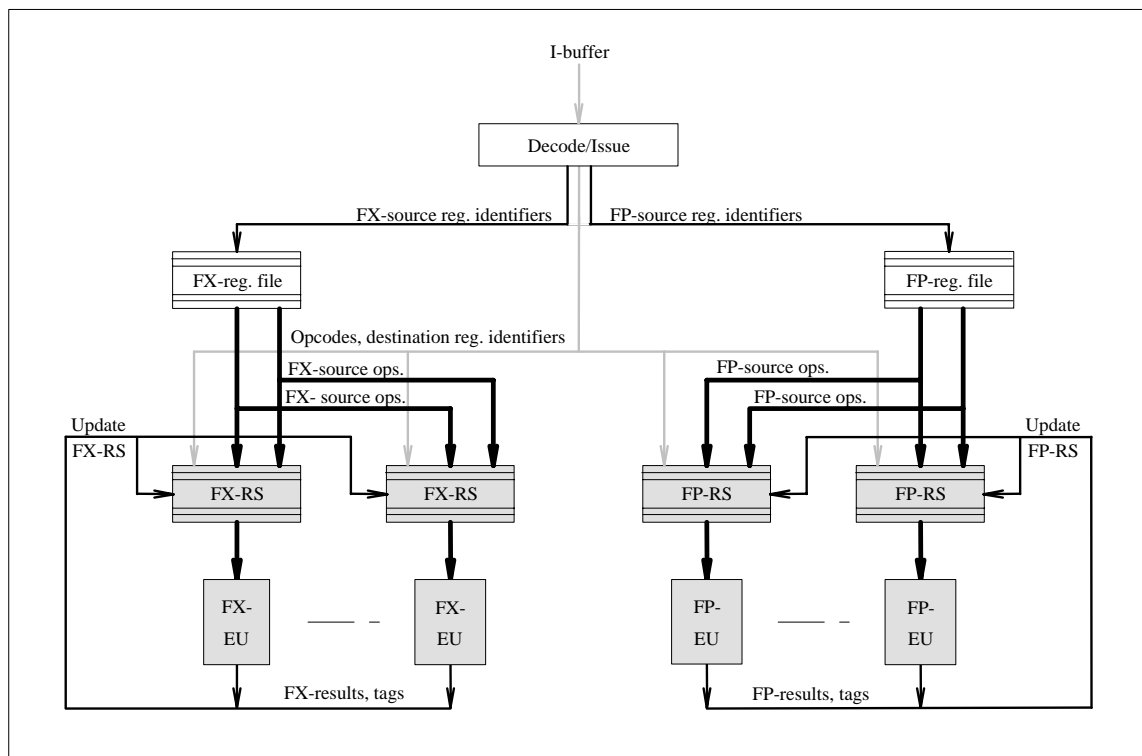 I-buffer
Decode/Issue
FX-source reg. identifiers
FP-source reg. identifiers
FX-reg. file
FP-reg. file
Opcodes, destination reg. identifiers
FX-source ops.
FP-source ops.
FX- source ops.
FP-source ops.
Update
FX-RS
Update
FP-RS
FX-RS
FX-RS
FP-RS
FP-RS
FX-
EU
FX-
EU
FP-
EU
FP-
EU
FX-results, tags
FP-results, tags